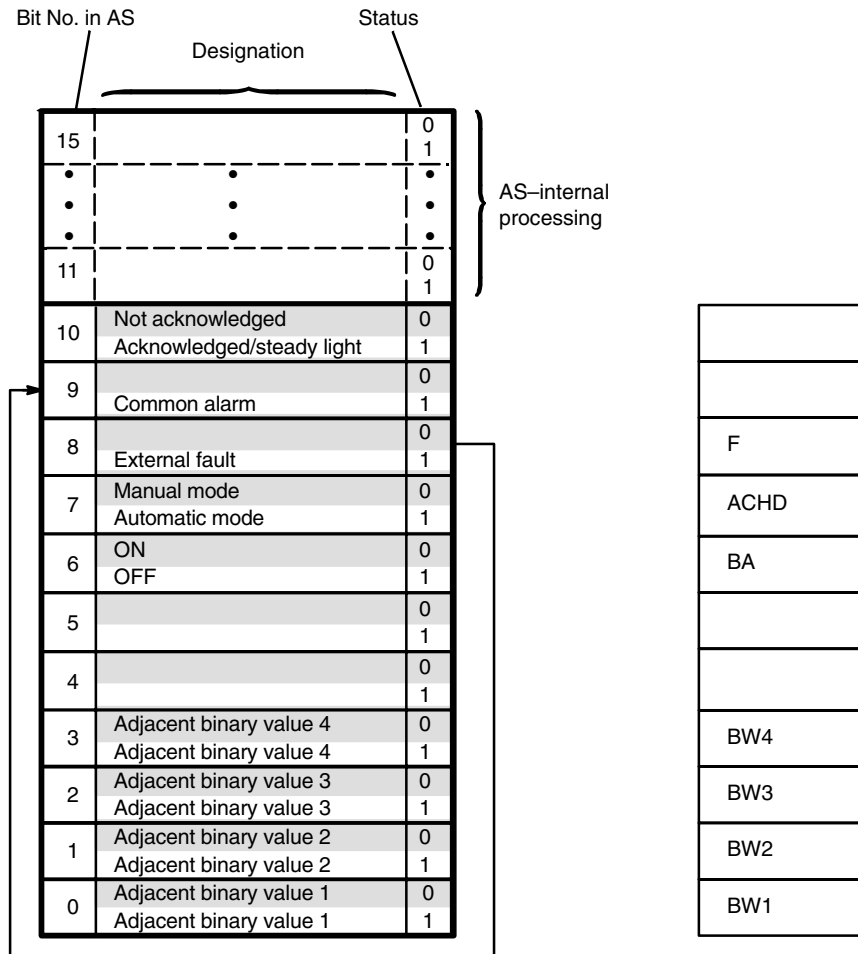 Bit No. in AS
Status
Designation
15
0
1
AS–internal
processing
11
0
1
10
Not acknowledged
0
Acknowledged/steady light
1
9
0
Common alarm
1
8
0
External fault
1
F
7
Manual mode
0
Automatic mode
1
ACHD
6
ON
0
OFF
1
BA
5
0
1
4
0
1
3
Adjacent binary value 4
0
Adjacent binary value 4
1
BW4
2
Adjacent binary value 3
0
Adjacent binary value 3
1
BW3
1
Adjacent binary value 2
0
Adjacent binary value 2
1
BW2
0
Adjacent binary value 1
0
Adjacent binary value 1
1
BW1